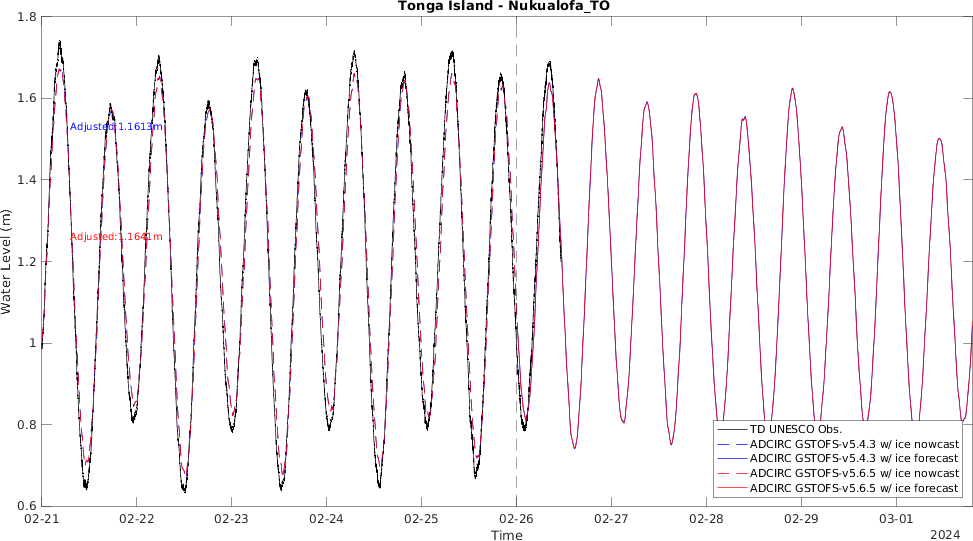 Tonga Island - Nukualofa_TO
1.8
1.6
1.4
1.2
1
0.8
0.6
Water Level (m)
Adjusted:1.1613m
Adjusted:1.1641m
TD UNESCO Obs.
ADCIRC GSTOFS-v5.4.3 w/ ice nowcast
ADCIRC GSTOFS-v5.4.3 w/ ice forecast
ADCIRC GSTOFS-v5.6.5 w/ ice nowcast
ADCIRC GSTOFS-v5.6.5 w/ ice forecast
02-21 02-22 02-23 02-24 02-25 02-26 02-27 02-28 02-29 03-01
Time
2024